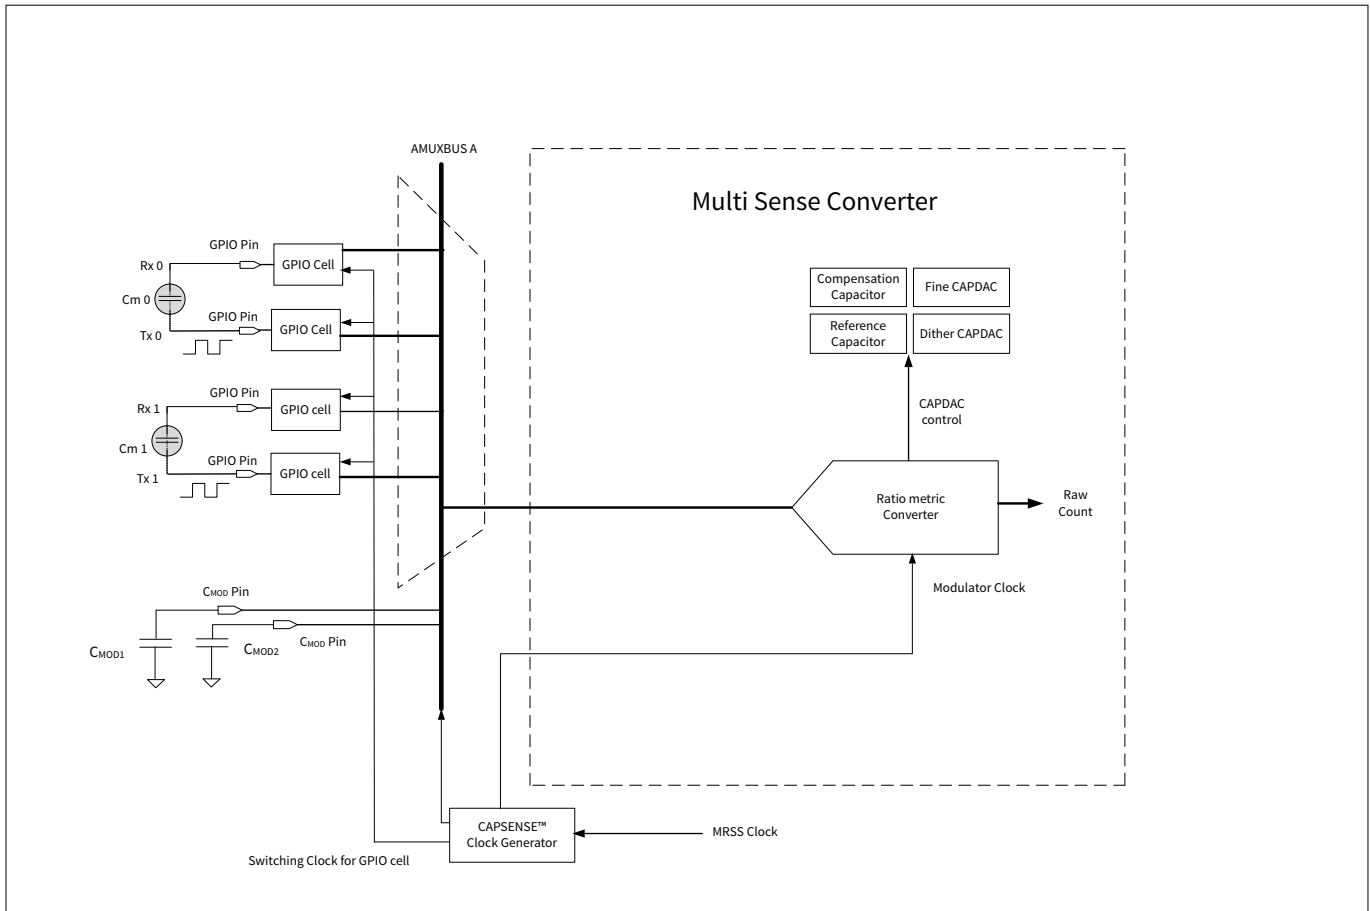 AMUXBUS A
Multi Sense Converter
GPIO Pin
Rx 0
GPIO Cell
Cm 0
GPIO Pin
Tx 0
GPIO Cell
Compensation
Capacitor
Fine CAPDAC
Reference
Capacitor
Dither CAPDAC
GPIO Pin
Rx 1
GPIO cell
Cm 1
GPIO Pin
Tx 1
GPIO cell
CAPDAC
control
Ratio metric
Converter
Raw
Count
Modulator Clock
CMOD Pin
CMOD1
CMOD2
CMOD Pin
CAPSENSE™
Clock Generator
MRSS Clock
Switching Clock for GPIO cell